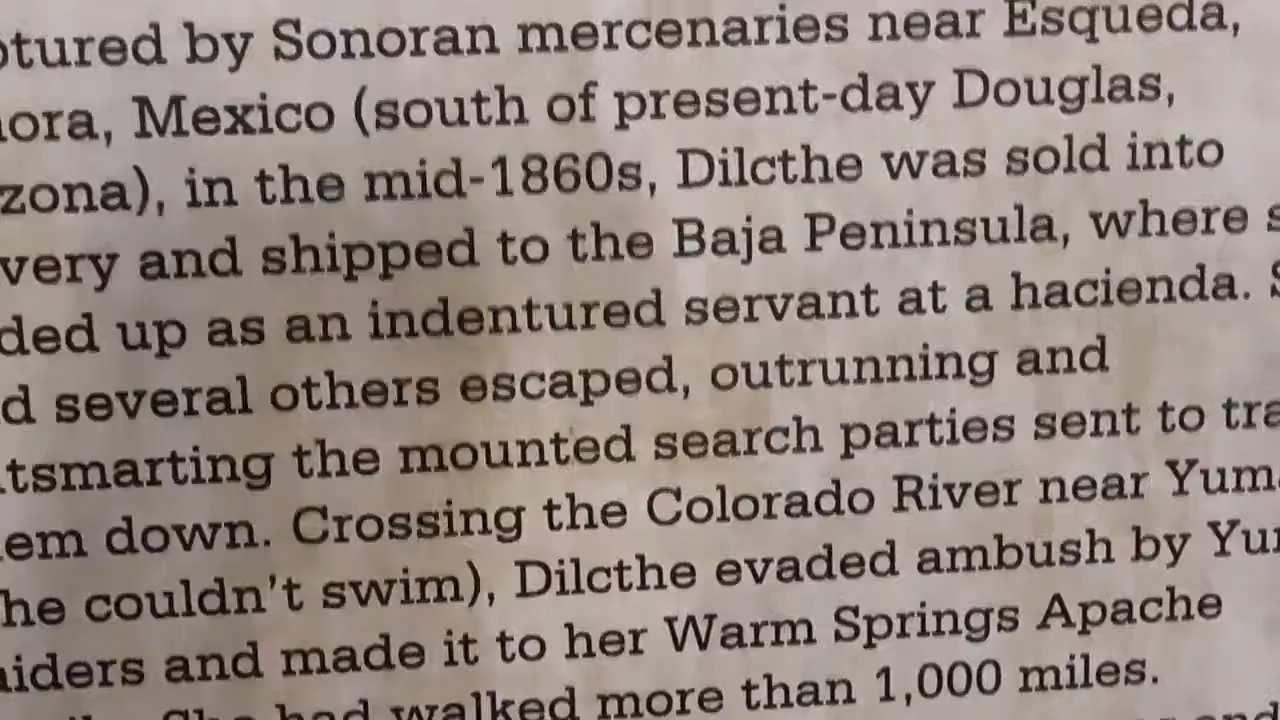 ptured by Sonoran mercenaries near Esqueda,
nora, Mexico (south of present-day Douglas,
zona), in the mid-1860s, Dilcthe was sold into
very and shipped to the Baja Peninsula, where s
ded up as an indentured servant at a hacienda. S
d several others escaped, outrunning and
tsmarting the mounted search parties sent to tra
em down. Crossing the Colorado River near Yuma
he couldn't swim), Dilcthe evaded ambush by Yu
aiders and made it to her Warm Springs Apache
She had walked more than 1,000 miles.